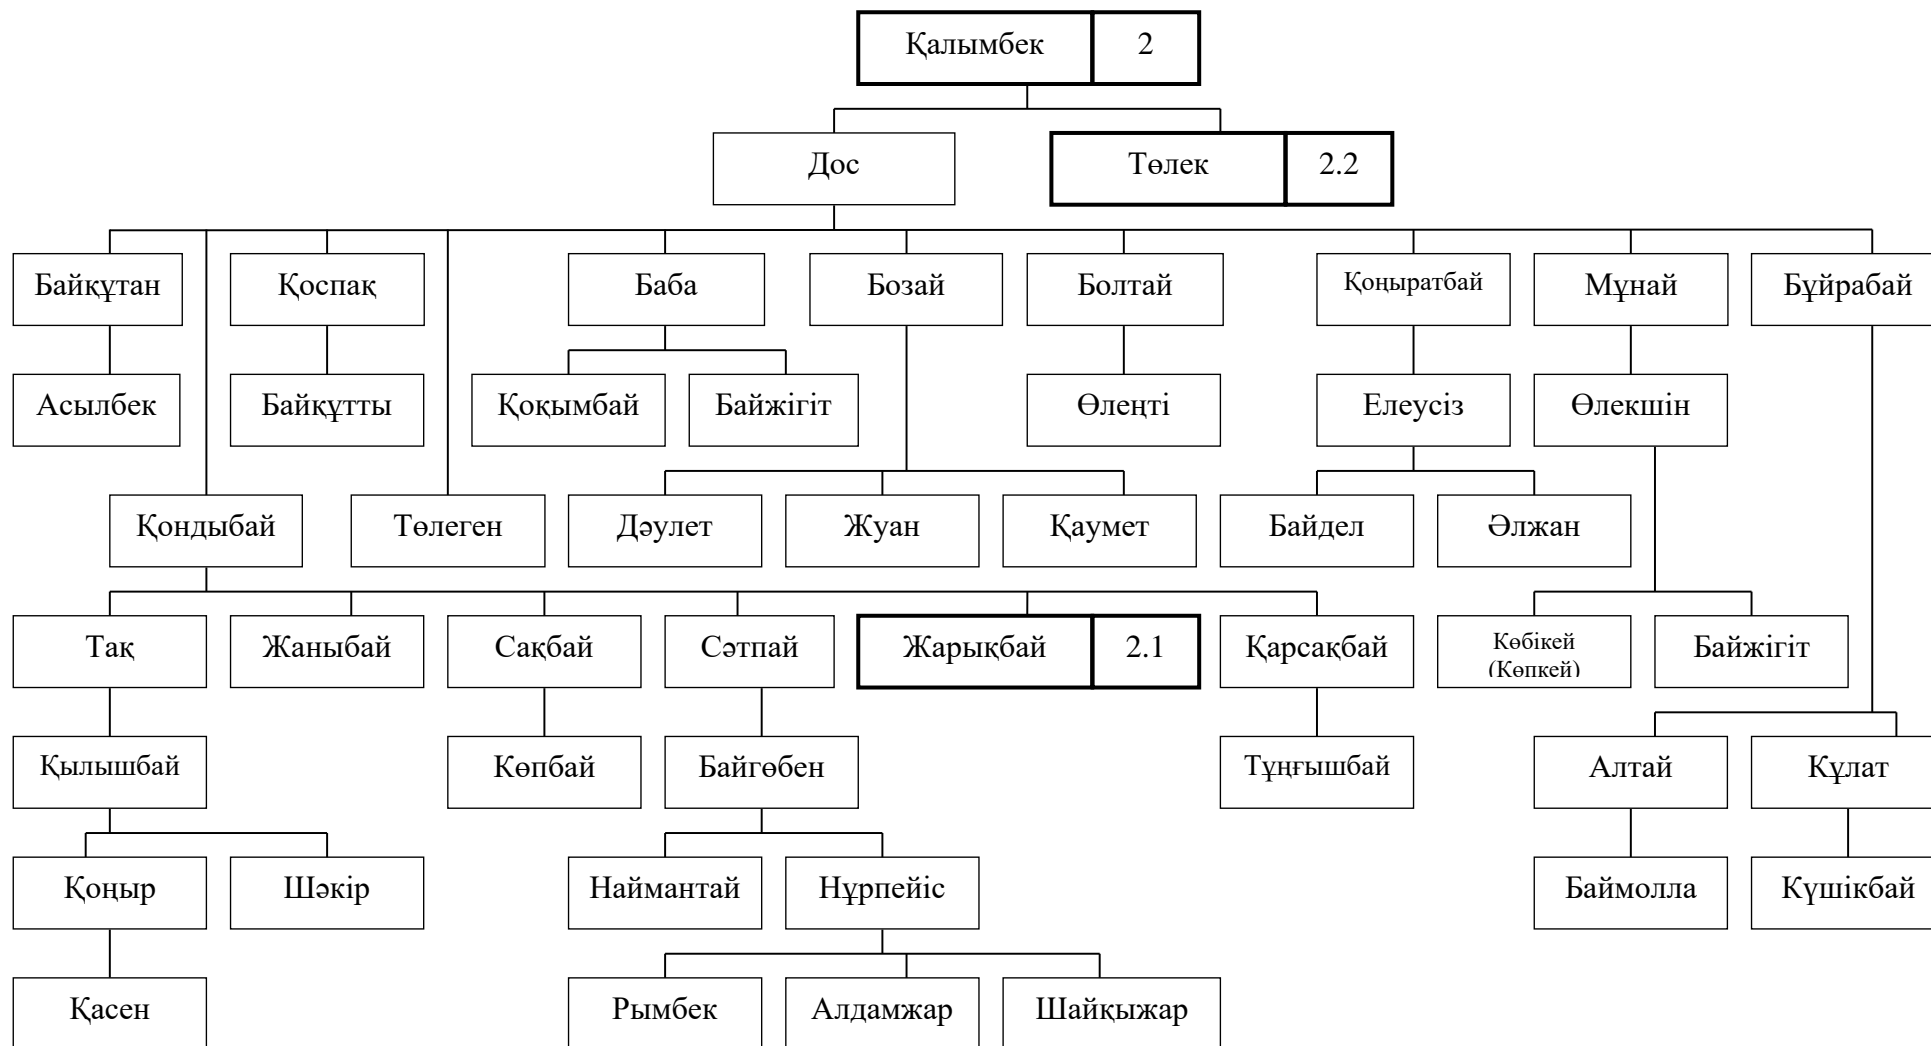 Қалымбек 2
Дос Төлек 2.2
Байқұтан Қоспақ Баба Бозай Болтай Қоңыратбай Мұнай Бұйрабай
Асылбек Байқұтты Қоқымбай Байжігіт Өлеңті Елеусіз Өлекшін
Қондыбай Төлеген Дәулет Жуан Қаумет Байдел Әлжан
Тақ Жаныбай Сақбай Сәтпай Жарықбай 2.1 Қарсақбай Көбікей Байжігіт
(Көпкей)
Қылышбай Көпбай Байгөбен Тұңғышбай Алтай Құлат
Қоңыр Шәкір Наймантай Нұрпейіс Баймолла Күшікбай
Қасен Рымбек Алдамжар Шайқыжар